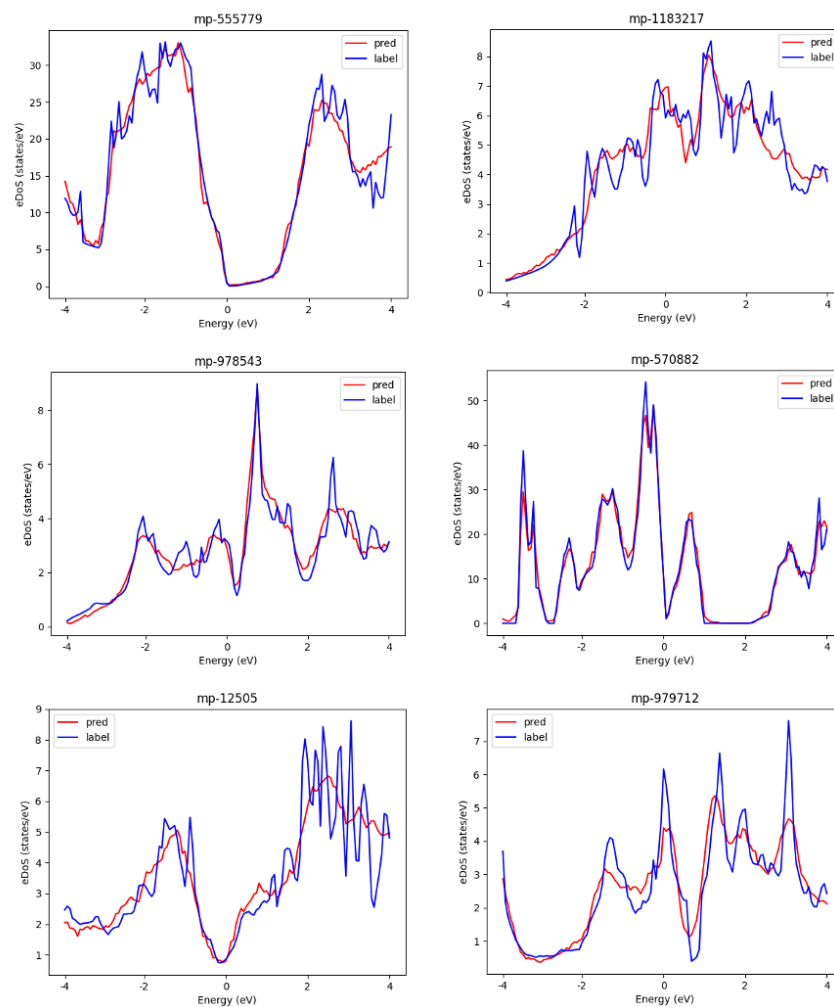 mp-555779
eDoS (states/eV)
30
25
20
15
10
5
0
pred
label
-4
-2
0
2
4
Energy (eV)
mp-1183217
eDoS (states/eV)
8
7
6
5
4
3
2
1
0
pred
label
-4
-2
0
2
4
Energy (eV)
mp-978543
eDoS (states/eV)
8
6
4
2
0
pred
label
-4
-2
0
2
4
Energy (eV)
mp-570882
eDoS (states/eV)
50
40
30
20
10
0
pred
label
-4
-2
0
2
4
Energy (eV)
mp-12505
eDoS (states/eV)
9
8
7
6
5
4
3
2
1
pred
label
-4
-2
0
2
4
Energy (eV)
mp-979712
eDoS (states/eV)
7
6
5
4
3
2
1
pred
label
-4
-2
0
2
4
Energy (eV)